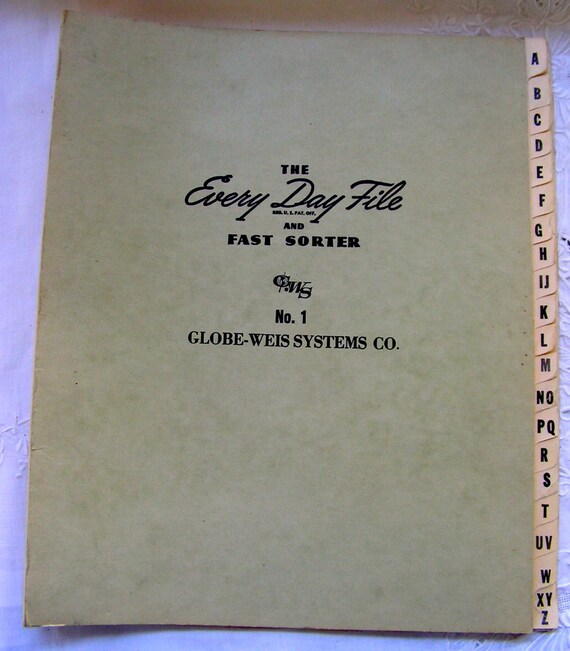 THE
Every Day File
REG. U. S. PAT. OFF.
AND
FAST SORTER
No. 1
GLOBE-WEIS SYSTEMS CO.
A
B
C
D
E
F
G
H
IJ
K
L
M
NO
PQ
R
S
T
UV
W
XY
Z